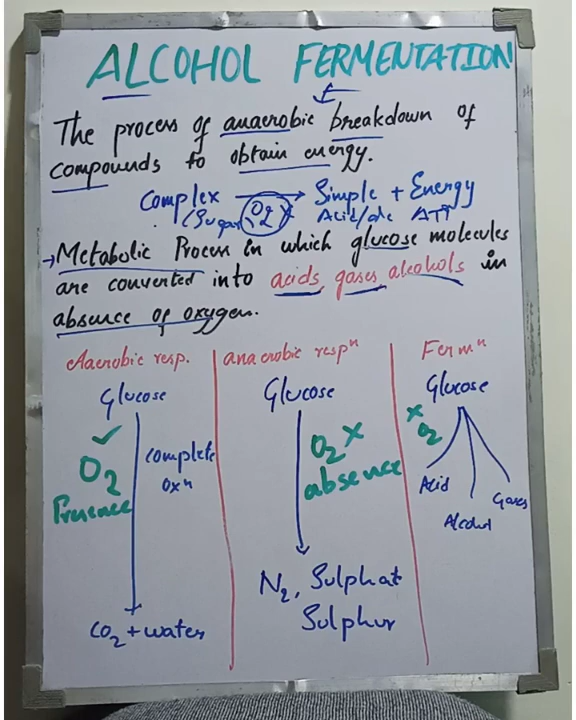 ALCOHOL FERMENTATION
The process of anaerobic breakdown of
compounds to obtain energy.
Complex → Simple + Energy
(Sugar) O2 x Acid/alc ATP
→ Metabolic Process in which glucose molecules
are converted into acids, gases alcohols in
absence of oxygen.
Aaerobic resp.
Glucose
✓
O2
Presence
complete
oxn
CO2 + water
anaerobic respn
Glucose
O2 x
absence
N2, Sulphat
Sulphur
Fermn
Glucose
x
O2
Acid
Alcohol
Gases